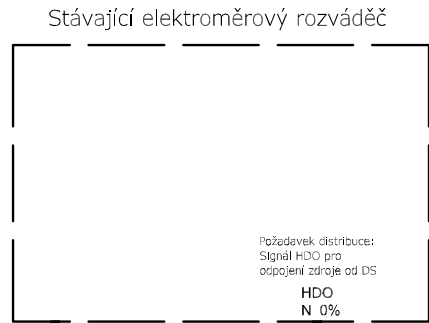 Stávající elektroměrový rozváděč
Požadavek distribuce:
Signál HDO pro
odpojení zdroje od DS
HDO
N 0%